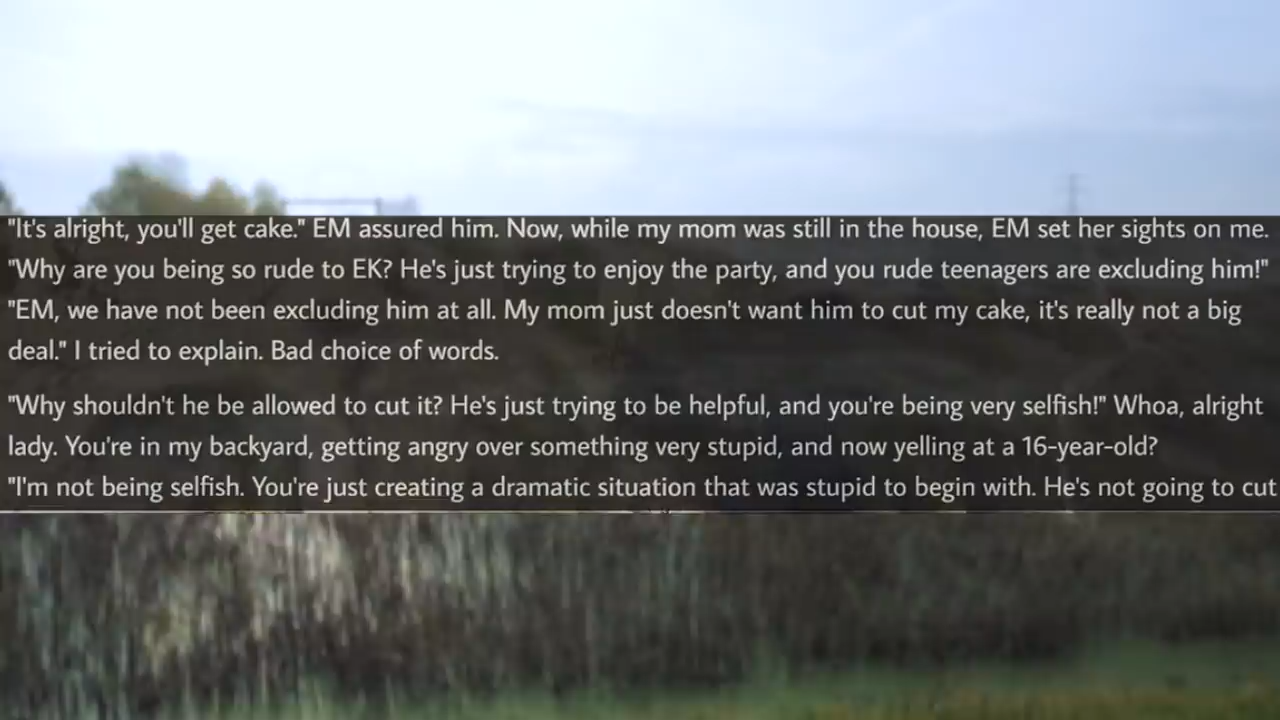 "It's alright, you'll get cake." EM assured him. Now, while my mom was still in the house, EM set her sights on me.
"Why are you being so rude to EK? He's just trying to enjoy the party, and you rude teenagers are excluding him!"
"EM, we have not been excluding him at all. My mom just doesn't want him to cut my cake, it's really not a big
deal." I tried to explain. Bad choice of words.
"Why shouldn't he be allowed to cut it? He's just trying to be helpful, and you're being very selfish!" Whoa, alright
lady. You're in my backyard, getting angry over something very stupid, and now yelling at a 16-year-old?
"I'm not being selfish. You're just creating a dramatic situation that was stupid to begin with. He's not going to cut